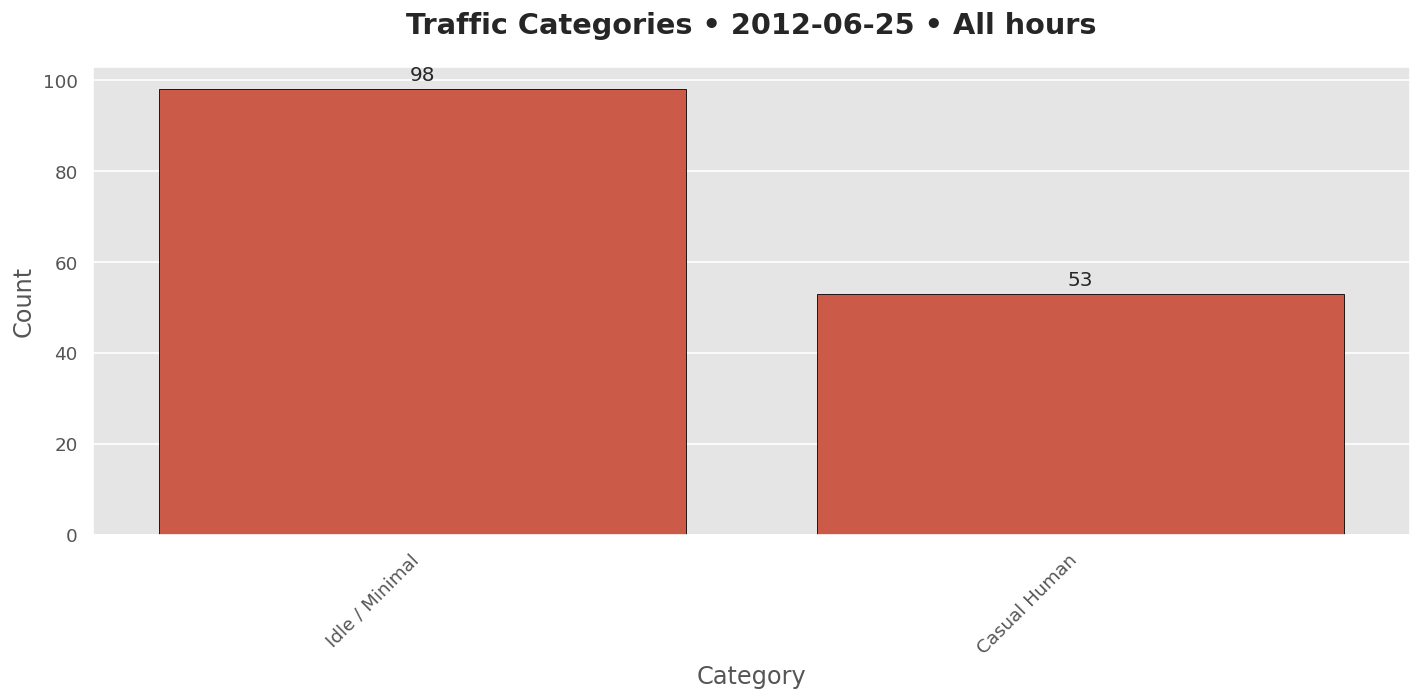 Traffic Categories • 2012-06-25 • All hours
98
100
80
60
53
40
20
0
Count
Idle / Minimal
Casual Human
Category